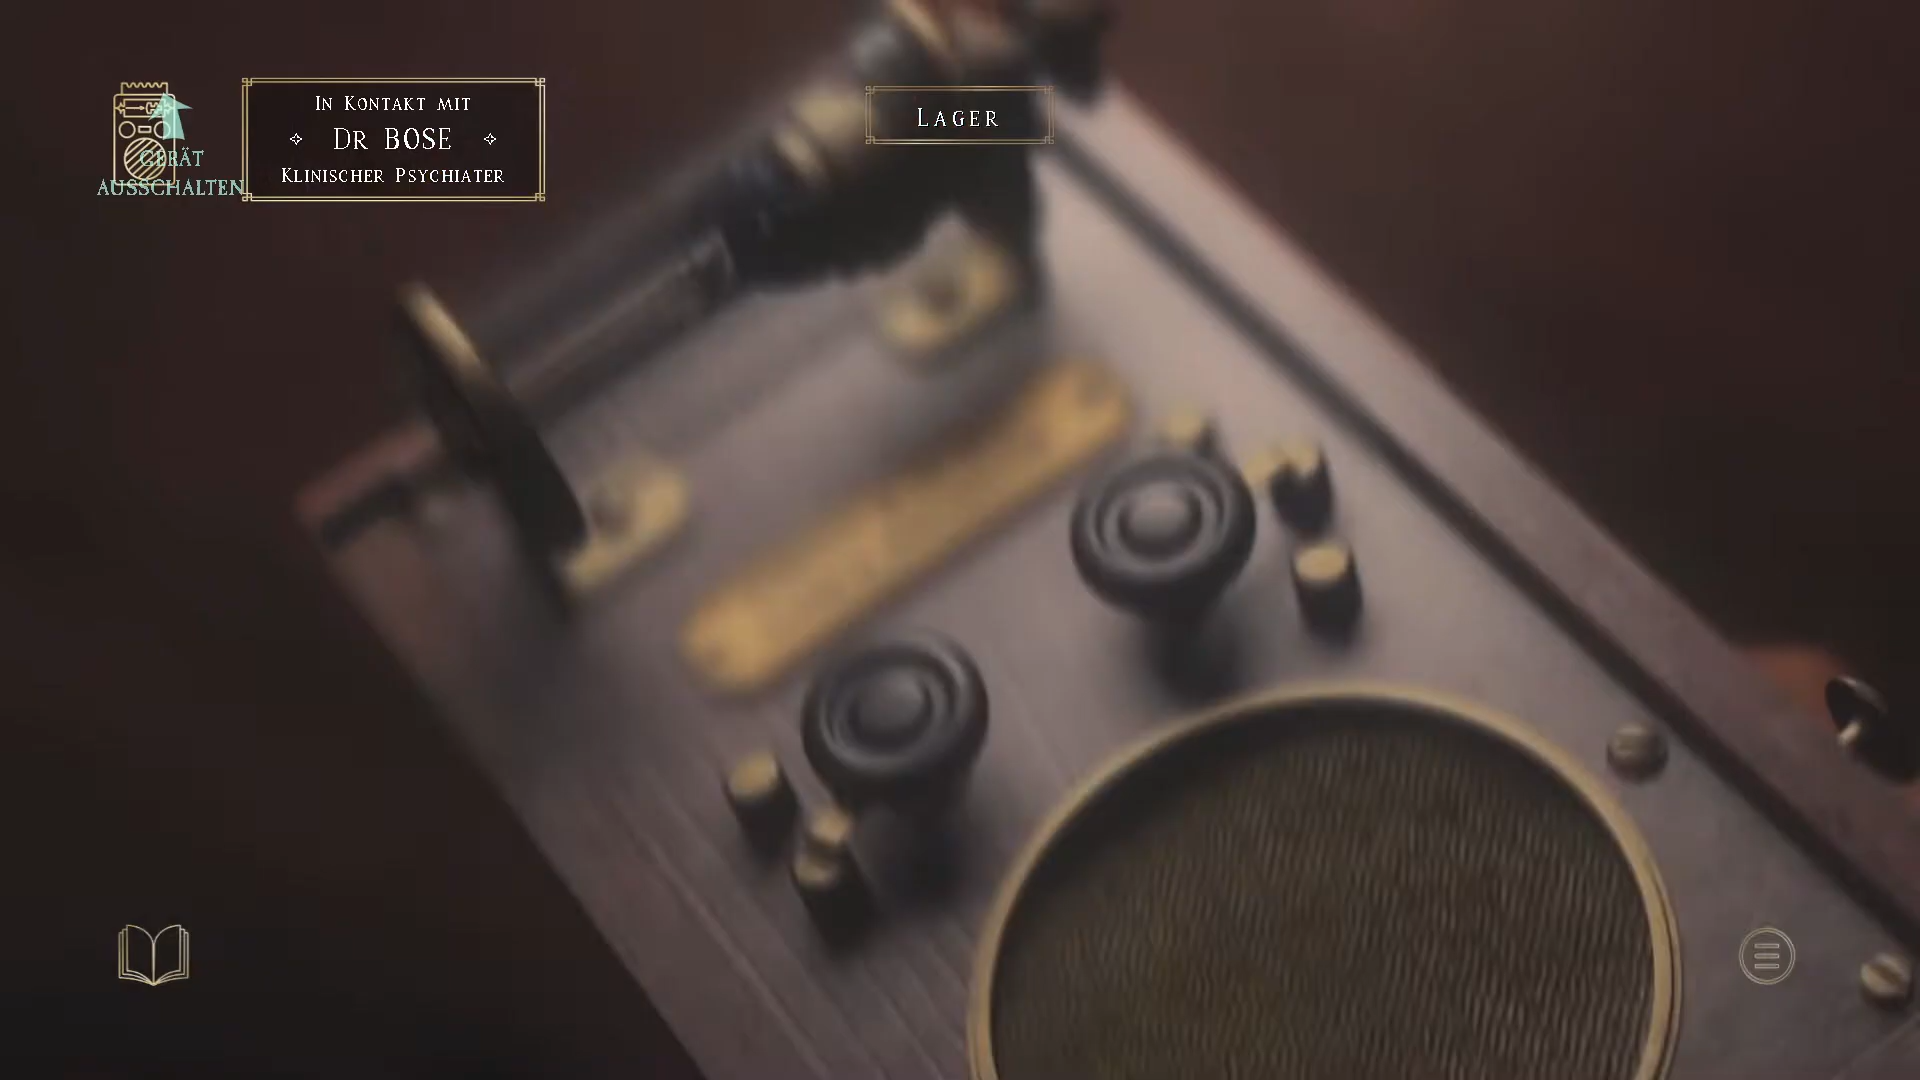 In Kontakt mit
Dr BOSE
Klinischer Psychiater
Gerät
ausschalten
Lager